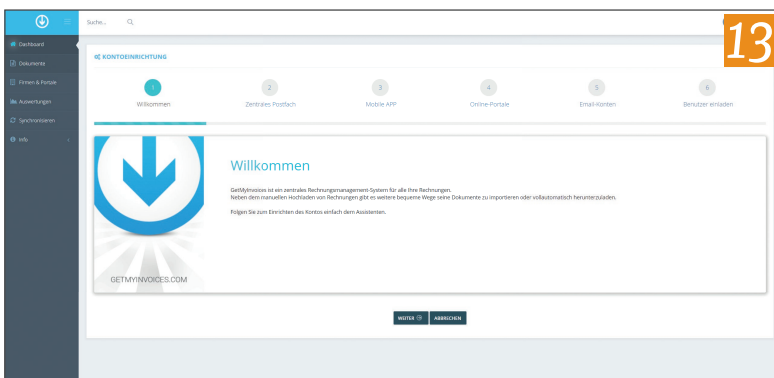 Suche...
13
Dashboard
Dokumente
Firmen & Portale
Auswertungen
Synchronisieren
Info
KONTOEINRICHTUNG
1
2
3
4
5
6
Willkommen
Zentrales Postfach
Mobile APP
Online-Portale
Email-Konten
Benutzer einladen
Willkommen
GetMyInvoices ist ein zentrales Rechnungsmanagement-System für alle Ihre Rechnungen.
Neben dem manuellen Hochladen von Rechnungen gibt es weitere bequeme Wege seine Dokumente zu importieren oder vollautomatisch herunterzuladen.
Folgen Sie zum Einrichten des Kontos einfach dem Assistenten.
GETMYINVOICES.COM
WEITER
ABBRECHEN